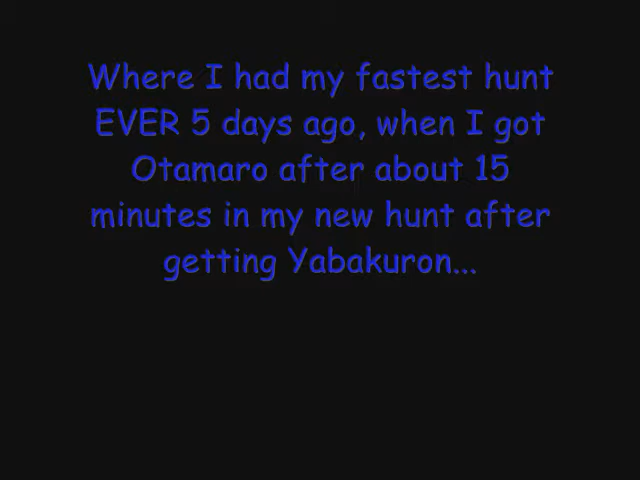 Where I had my fastest hunt
EVER 5 days ago, when I got
Otamaro after about 15
minutes in my new hunt after
getting Yabakuron...